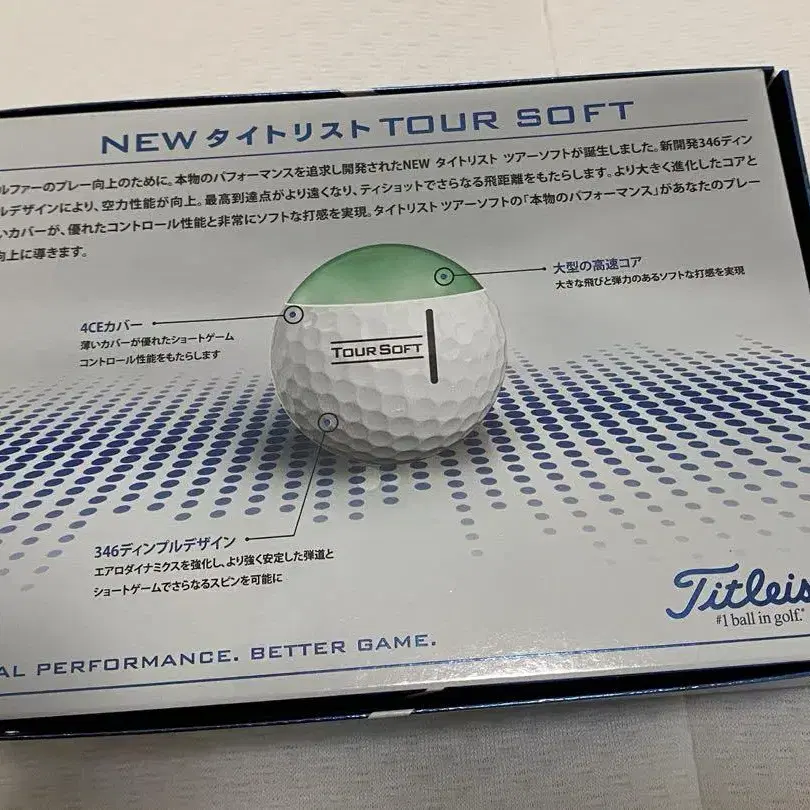 NEW タイトリスト TOUR SOFT
ルファーのプレー向上のために。本物のパフォーマンスを追求し開発されたNEW タイトリスト ツアーソフトが誕生しました。新開発346ディン
ルデザインにより、空力性能が向上。最高到達点がより遠くなり、ティショットでさらなる飛距離をもたらします。より大きく進化したコアと
いカバーが、優れたコントロール性能と非常にソフトな打感を実現。タイトリスト ツアーソフトの「本物のパフォーマンス」があなたのプレー
向上に導きます。
大型の高速コア
大きな飛びと弾力のあるソフトな打感を実現
4CEカバー
薄いカバーが優れたショートゲーム
コントロール性能をもたらします
TOUR SOFT
346ディンプルデザイン
エアロダイナミクスを強化し、より強く安定した弾道と
ショートゲームでさらなるスピンを可能に
Titleis
#1 ball in golf.®
AL PERFORMANCE. BETTER GAME.